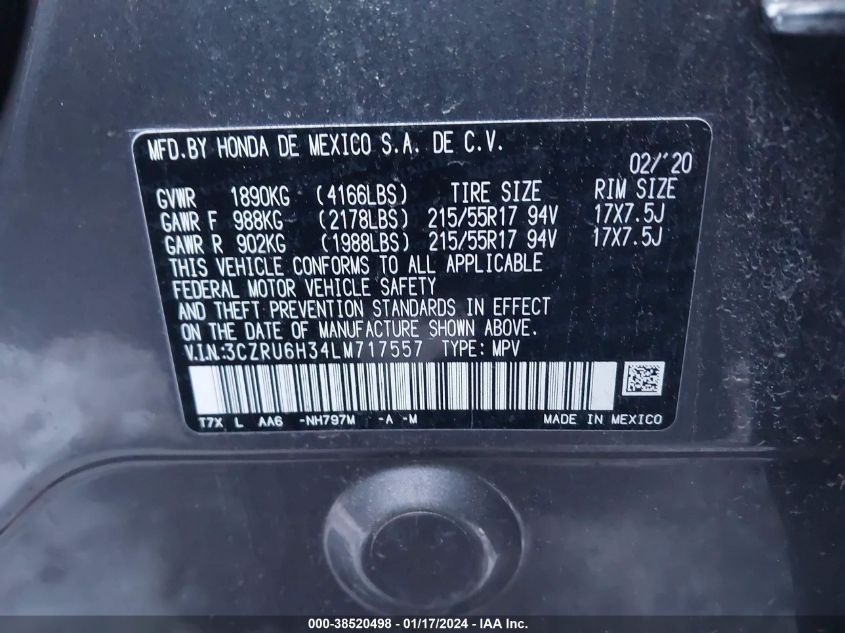 MFD.BY HONDA DE MEXICO S.A. DE C.V.
02/'20
GVWR 1890KG (4166LBS) TIRE SIZE RIM SIZE
GAWR F 988KG (2178LBS) 215/55R17 94V 17X7.5J
GAWR R 902KG (1988LBS) 215/55R17 94V 17X7.5J
THIS VEHICLE CONFORMS TO ALL APPLICABLE
FEDERAL MOTOR VEHICLE SAFETY
AND THEFT PREVENTION STANDARDS IN EFFECT
ON THE DATE OF MANUFACTURE SHOWN ABOVE.
V.I.N.:3CZRU6H34LM717557 TYPE: MPV
T7X L AA6 -NH797M -A -M MADE IN MEXICO
000-38520498 - 01/17/2024 - IAA Inc.